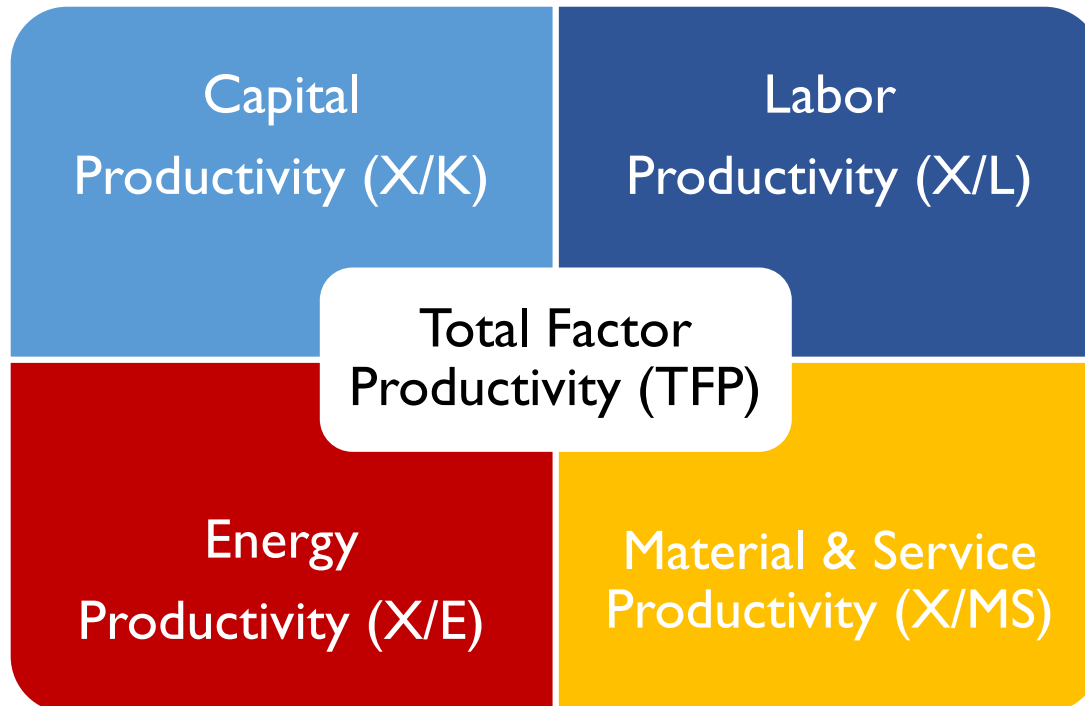 Capital
Productivity (X/K)
Labor
Productivity (X/L)
Total Factor
Productivity (TFP)
Energy
Productivity (X/E)
Material & Service
Productivity (X/MS)